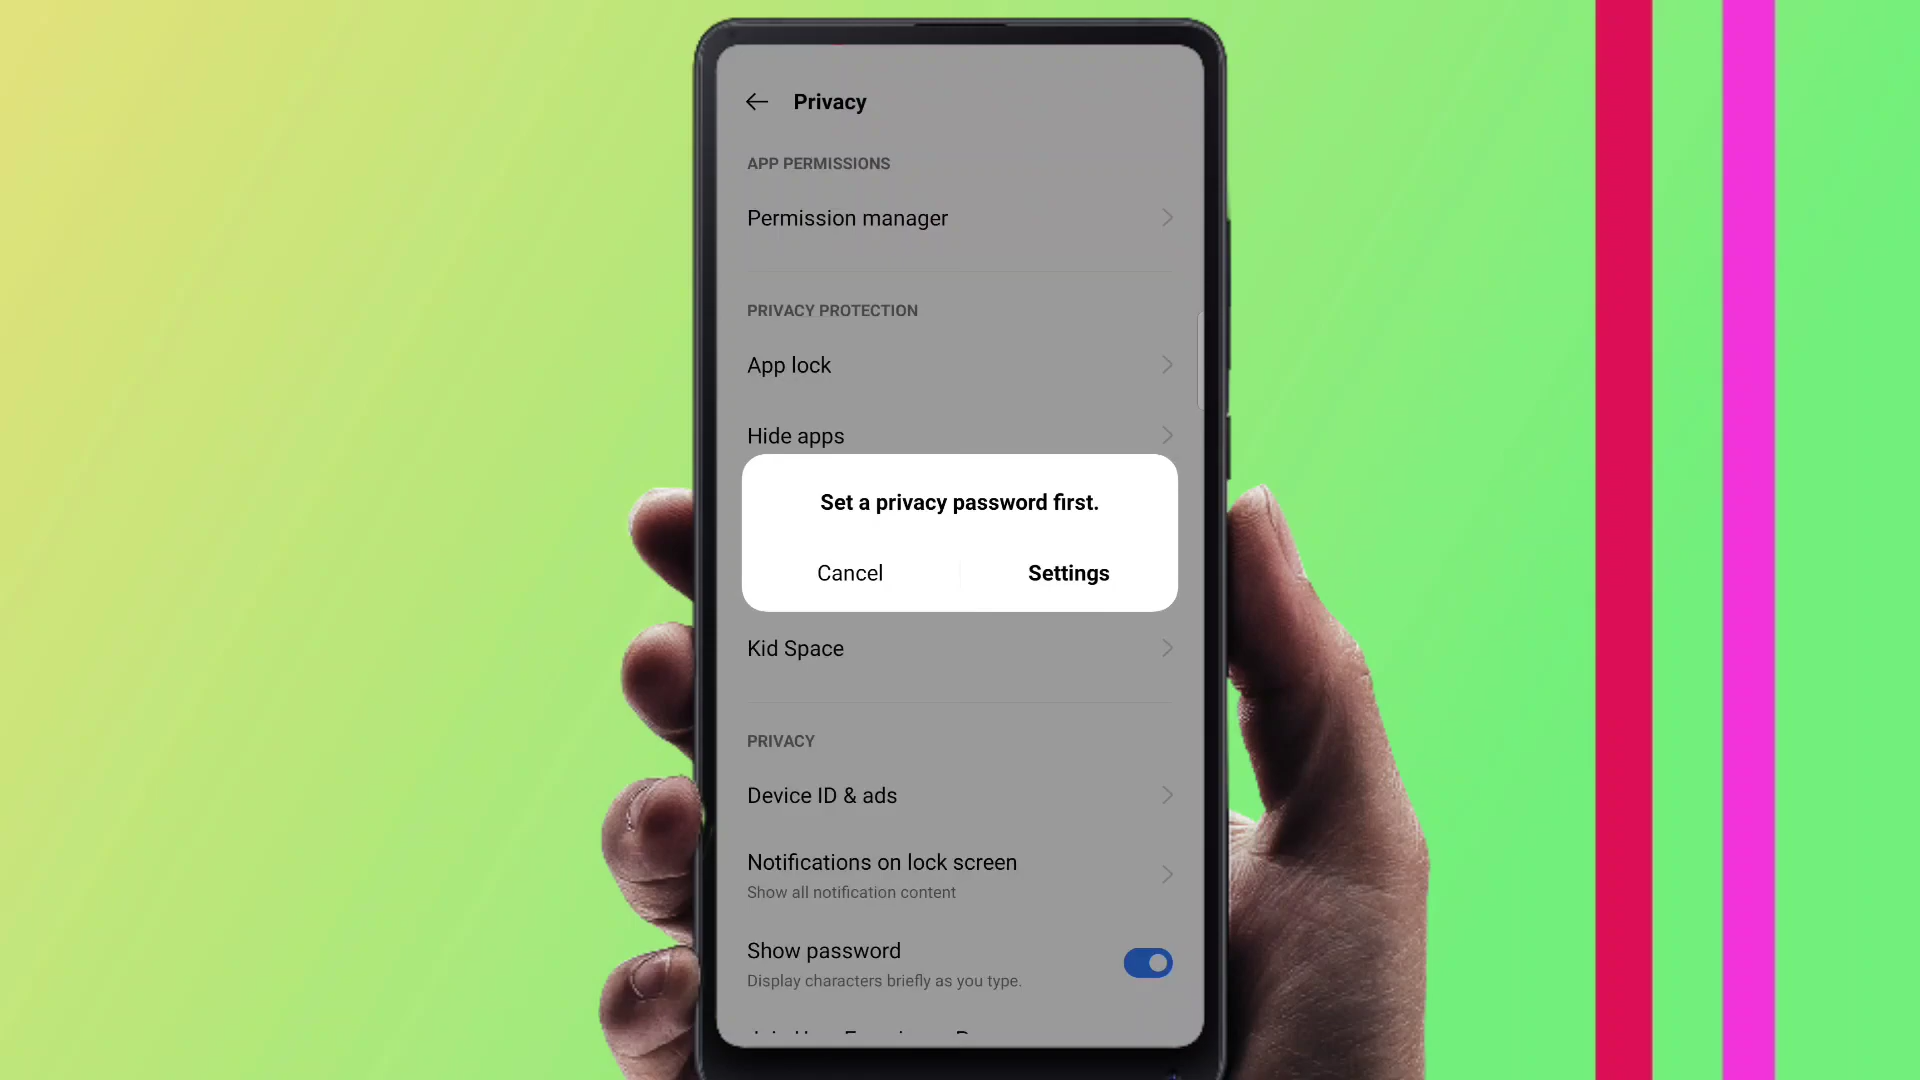 Privacy
APP PERMISSIONS
Permission manager
PRIVACY PROTECTION
App lock
Hide apps
Set a privacy password first.
Cancel
Settings
Kid Space
PRIVACY
Device ID & ads
Notifications on lock screen
Show all notification content
Show password
Display characters briefly as you type.